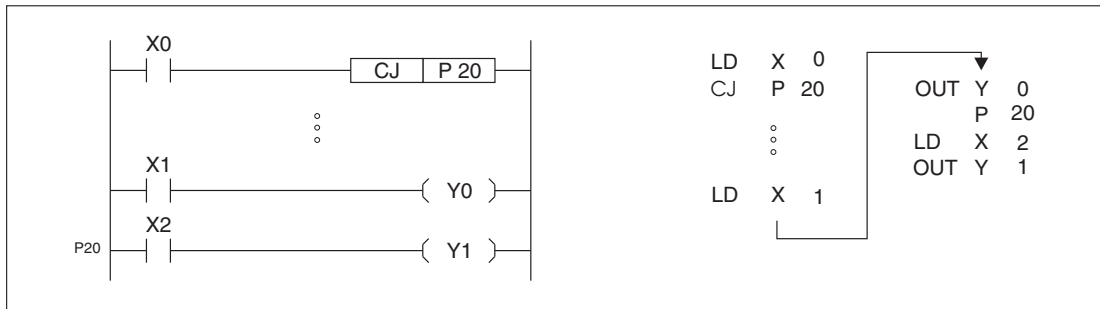 X0
CJ P 20
X1
Y0
X2
P20
Y1
LD X 0
CJ P 20
LD X 1
OUT Y 0
P 20
LD X 2
OUT Y 1